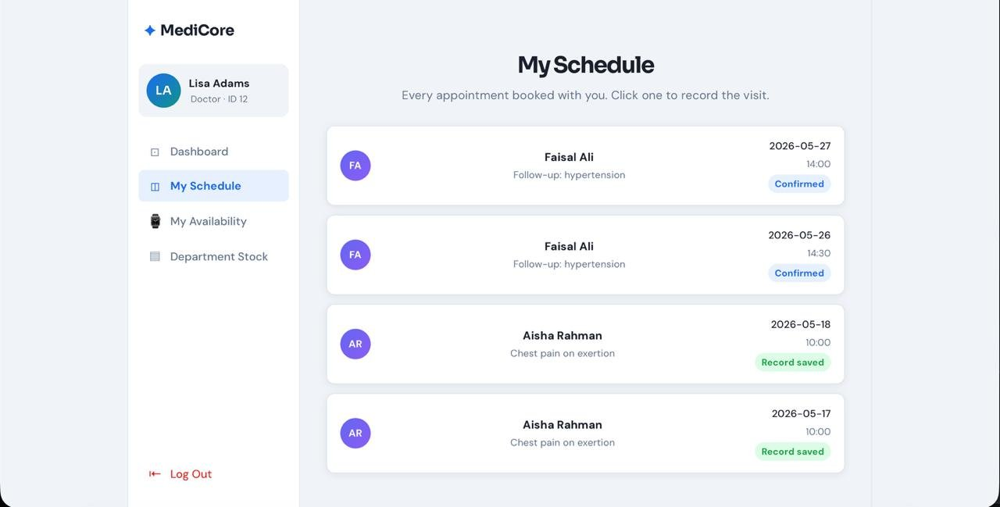 MediCore
LA
Lisa Adams
Doctor · ID 12
Dashboard
My Schedule
My Availability
Department Stock
Log Out
My Schedule
Every appointment booked with you. Click one to record the visit.
FA
Faisal Ali
Follow-up: hypertension
2026-05-27
14:00
Confirmed
FA
Faisal Ali
Follow-up: hypertension
2026-05-26
14:30
Confirmed
AR
Aisha Rahman
Chest pain on exertion
2026-05-18
10:00
Record saved
AR
Aisha Rahman
Chest pain on exertion
2026-05-17
10:00
Record saved